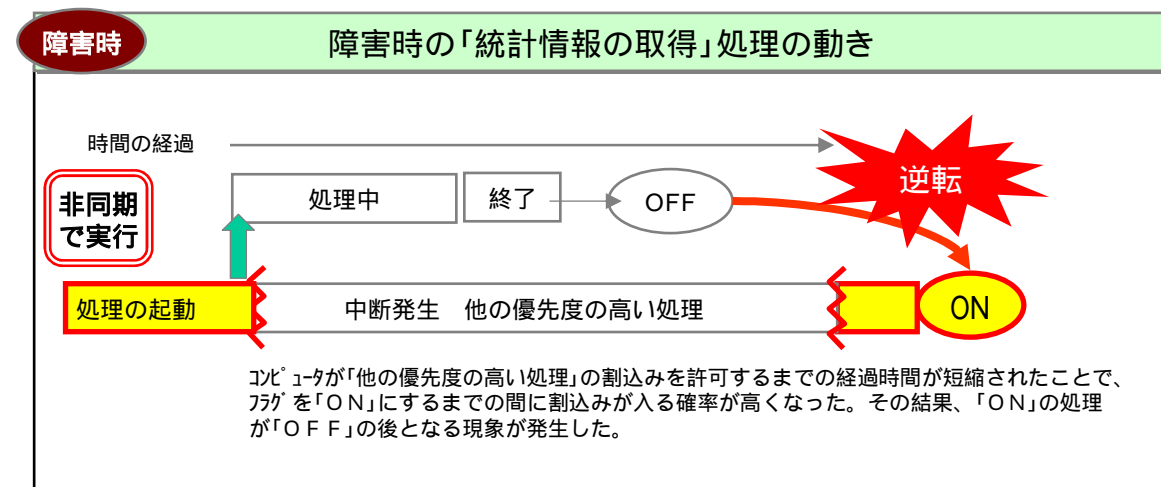 障害時
障害時の「統計情報の取得」処理の動き
時間の経過
逆転
非同期
で実行
処理中
終了
OFF
処理の起動
中断発生　他の優先度の高い処理
ON
ｺﾝﾋﾟｭｰﾀが「他の優先度の高い処理」の割込みを許可するまでの経過時間が短縮されたことで、
ﾌﾗｸﾞを「ＯＮ」にするまでの間に割込みが入る確率が高くなった。その結果、「ＯＮ」の処理
が「ＯＦＦ」の後となる現象が発生した。